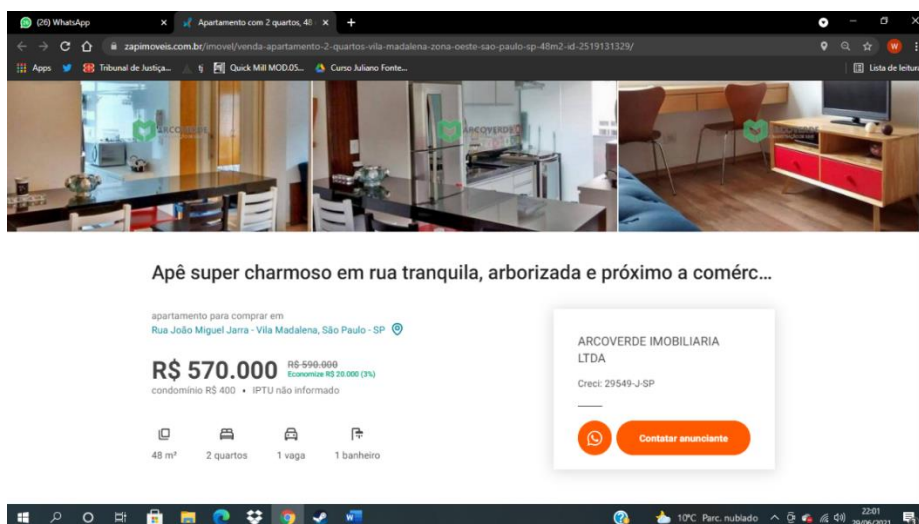 (26) WhatsApp
Apartamento com 2 quartos, 48
zapimoveis.com.br/imovel/venda-apartamento-2-quartos-vila-madalena-zona-oeste-sao-paulo-sp-48m2-id-2519131329/
W
Apps
Tribunal de Justiça...
tj
Quick Mill MOD.05...
Curso Juliano Fonte...
Lista de leitura
ARCOVERDE
ARCOVERDE
ARCOVERDE
Apê super charmoso em rua tranquila, arborizada e próximo a comérc...
apartamento para comprar em
Rua João Miguel Jarra - Vila Madalena, São Paulo - SP
R$ 570.000
R$ 590.000
Economize R$ 20.000 (3%)
condomínio R$ 400 • IPTU não informado
48 m²
2 quartos
1 vaga
1 banheiro
ARCOVERDE IMOBILIARIA
LTDA
Creci: 29549-J-SP
Contatar anunciante
10°C Parc. nublado
22:01
29/06/2021